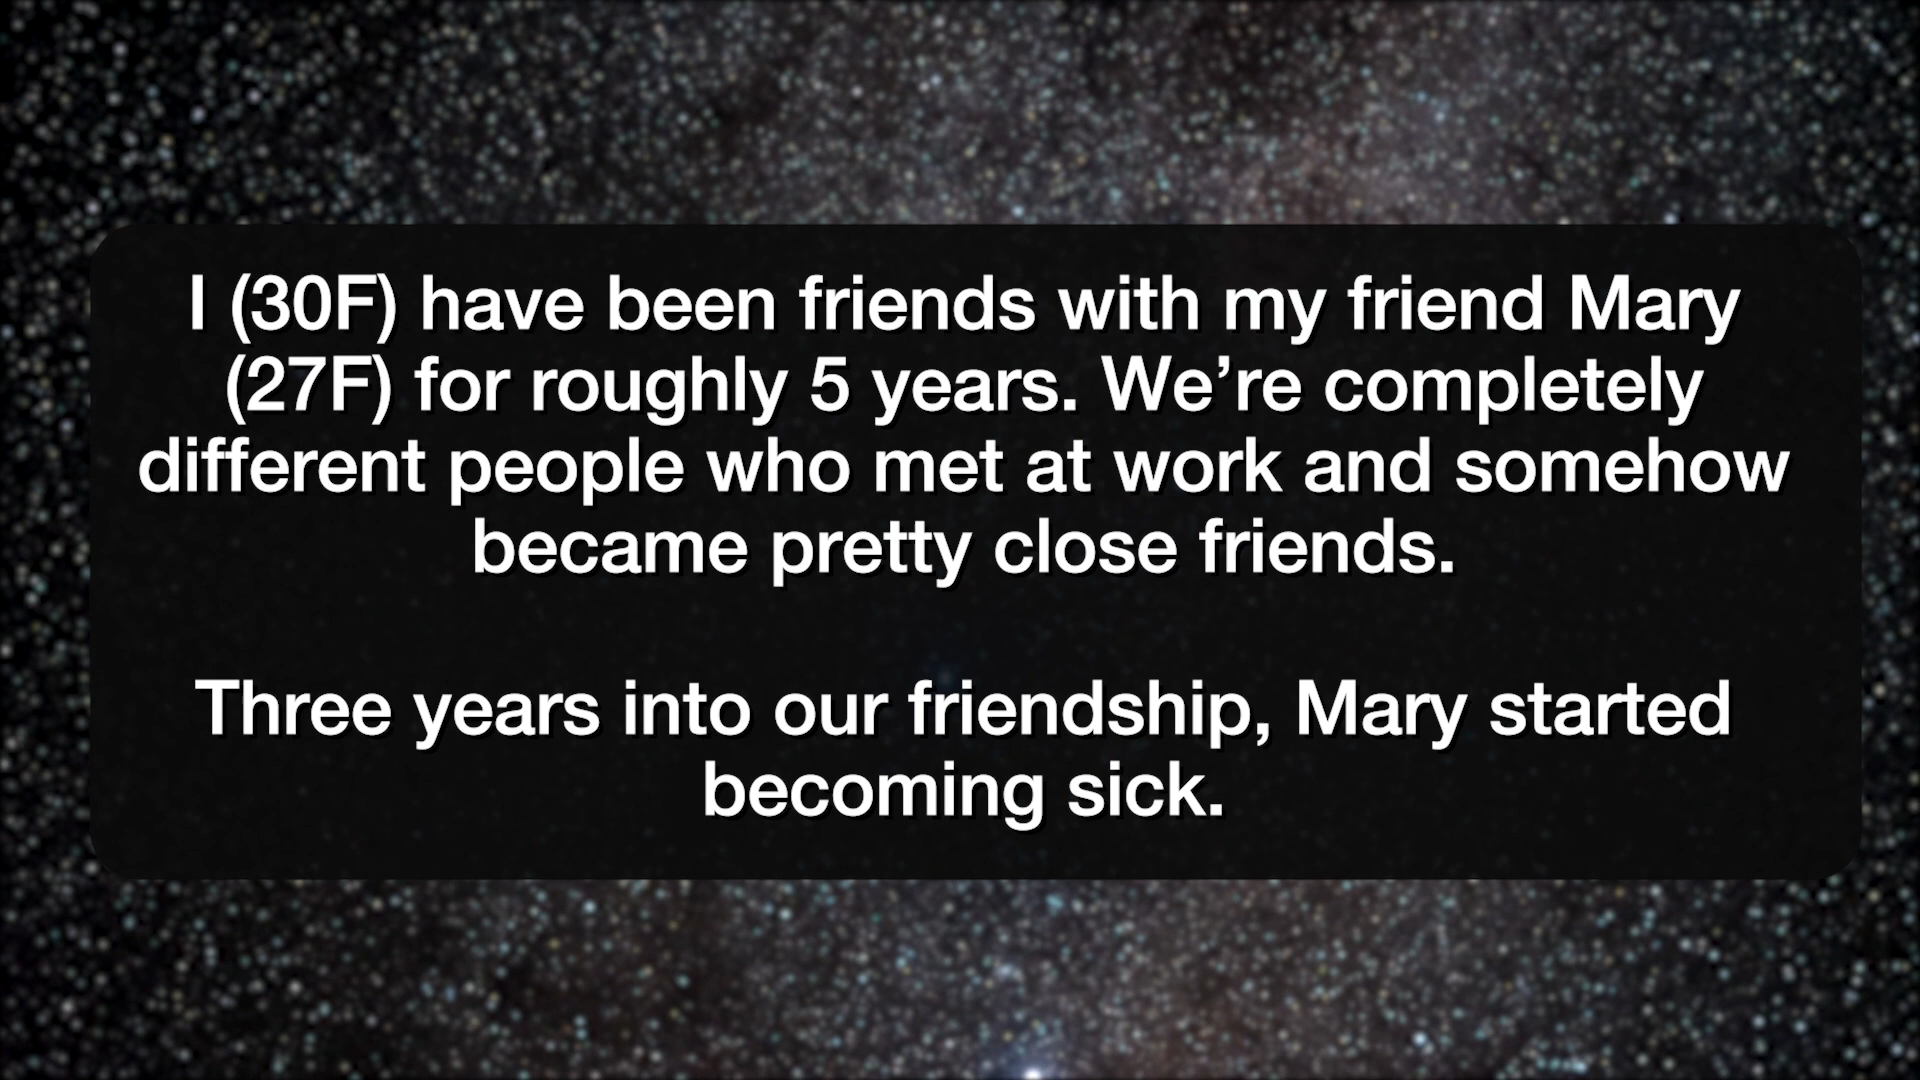 I (30F) have been friends with my friend Mary
(27F) for roughly 5 years. We’re completely
different people who met at work and somehow
became pretty close friends.
Three years into our friendship, Mary started
becoming sick.